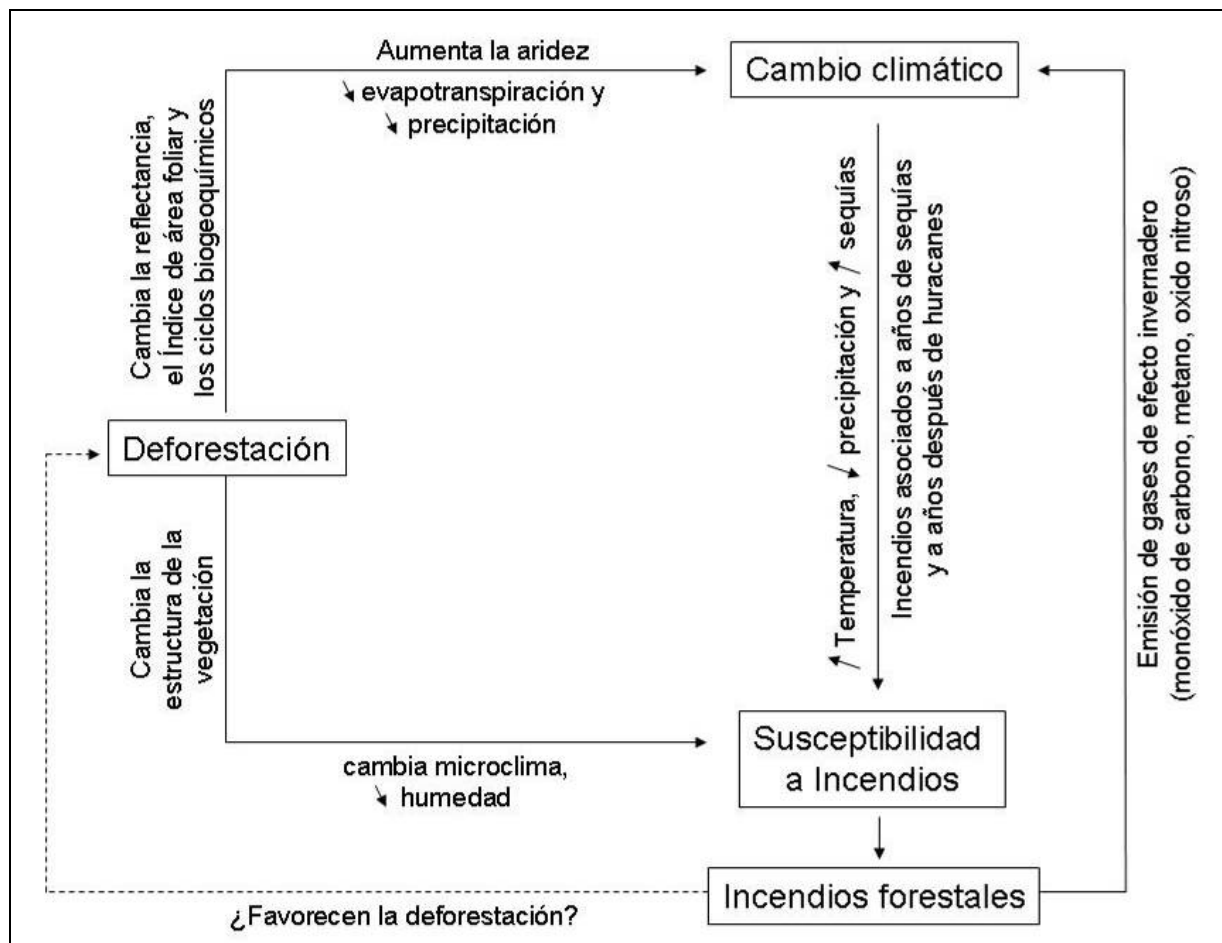 Aumenta la aridez
↘ evapotranspiración y
↘ precipitación
Cambio climático
Cambia la reflectancia,
el Índice de área foliar y
los ciclos biogeoquímicos
Deforestación
Cambia la
estructura de la
vegetación
cambia microclima,
↘ humedad
↗ Temperatura, ↘ precipitación y ↗ sequías
Incendios asociados a años de sequías
y a años después de huracanes
Susceptibilidad
a Incendios
Incendios forestales
¿Favorecen la deforestación?
Emisión de gases de efecto invernadero
(monóxido de carbono, metano, oxido nitroso)